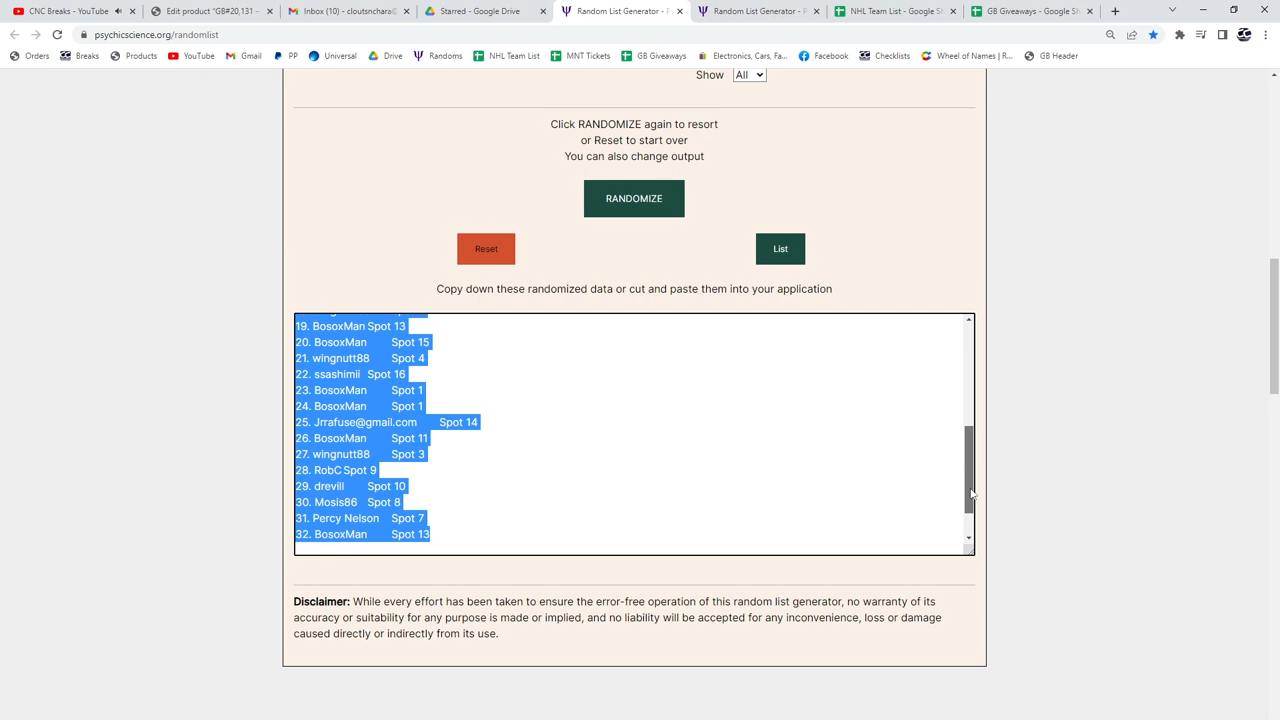 CNC Breaks - YouTube
Edit product "GB#20,131 -
Inbox (10) - cloutsnchara@
Starred - Google Drive
Random List Generator - P
Random List Generator - P
NHL Team List - Google Sh
GB Giveaways - Google Sh
psychicscience.org/randomlist
Orders
Breaks
Products
YouTube
Gmail
PP
Universal
Drive
Randoms
NHL Team List
MNT Tickets
GB Giveaways
Electronics, Cars, Fa...
Facebook
Checklists
Wheel of Names | R...
GB Header
Show All
Click RANDOMIZE again to resort
or Reset to start over
You can also change output
RANDOMIZE
Reset
List
Copy down these randomized data or cut and paste them into your application
19. BosoxMan Spot 13
20. BosoxMan Spot 15
21. wingnutt88 Spot 4
22. ssashimii Spot 16
23. BosoxMan Spot 1
24. BosoxMan Spot 1
25. Jrrafuse@gmail.com Spot 14
26. BosoxMan Spot 11
27. wingnutt88 Spot 3
28. RobC Spot 9
29. drevill Spot 10
30. Mosis86 Spot 8
31. Percy Nelson Spot 7
32. BosoxMan Spot 13
Disclaimer: While every effort has been taken to ensure the error-free operation of this random list generator, no warranty of its
accuracy or suitability for any purpose is made or implied, and no liability will be accepted for any inconvenience, loss or damage
caused directly or indirectly from its use.